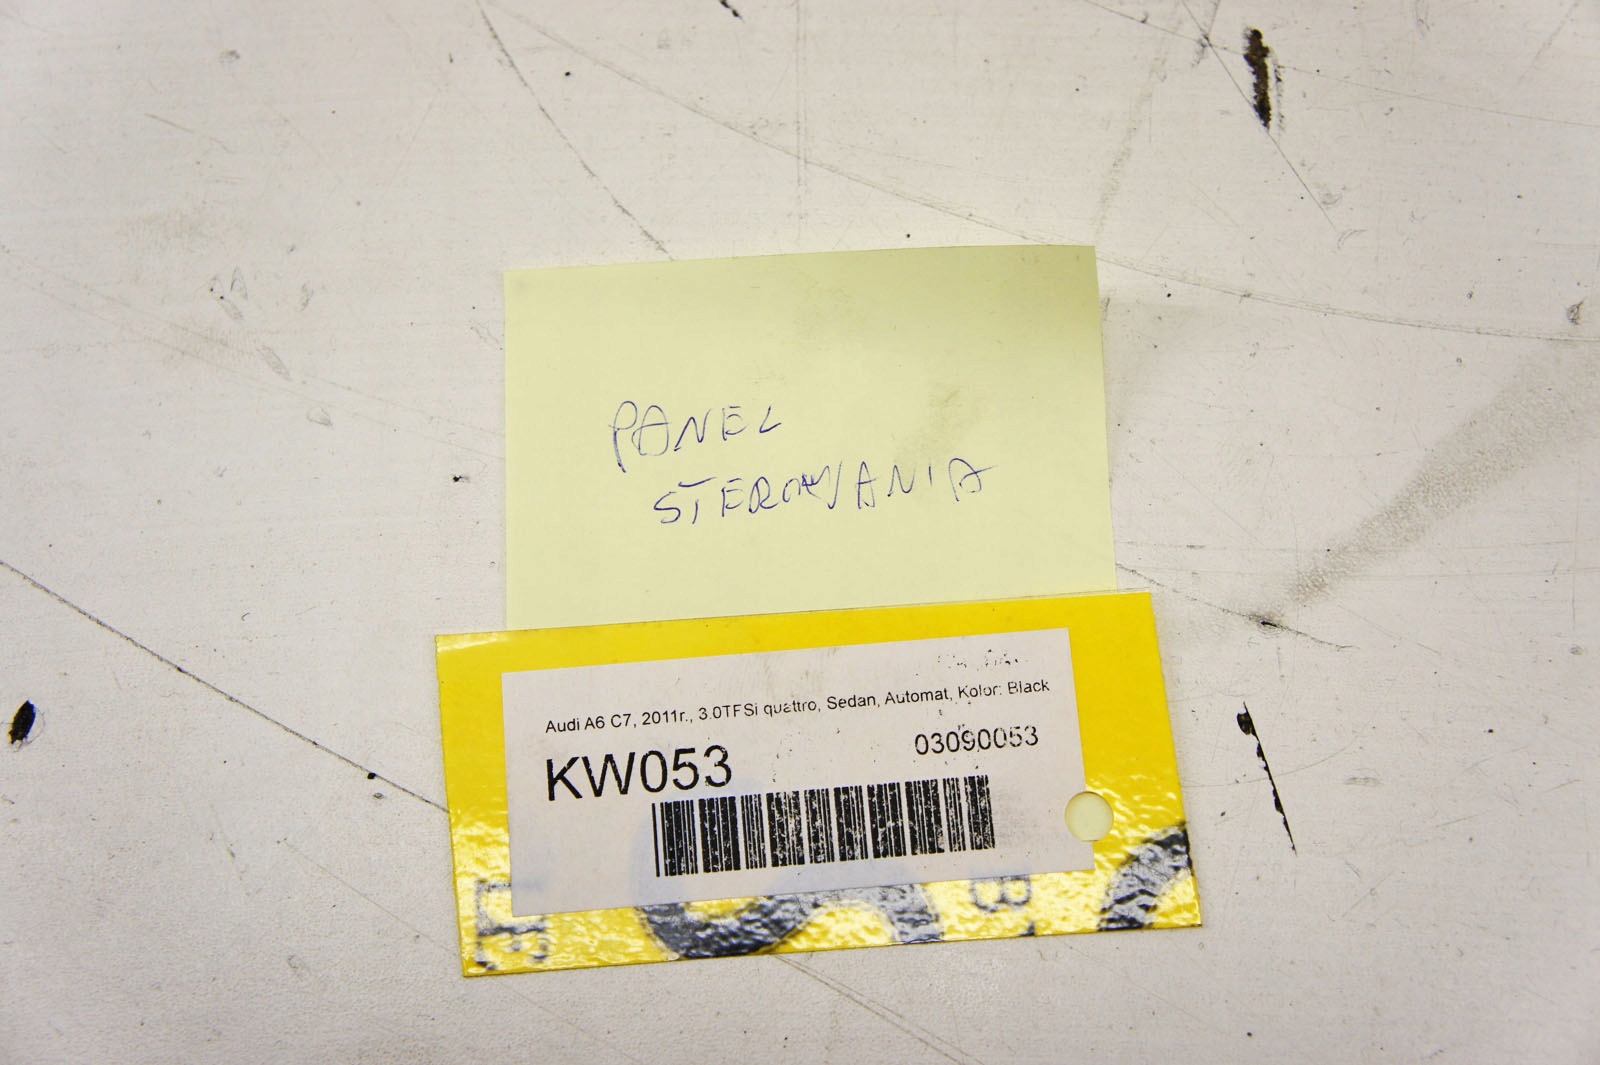 PANEL
STEROWANIA
Audi A6 C7, 2011r., 3.0TFSi quattro, Sedan, Automat, Kolor: Black
KW053
03090053